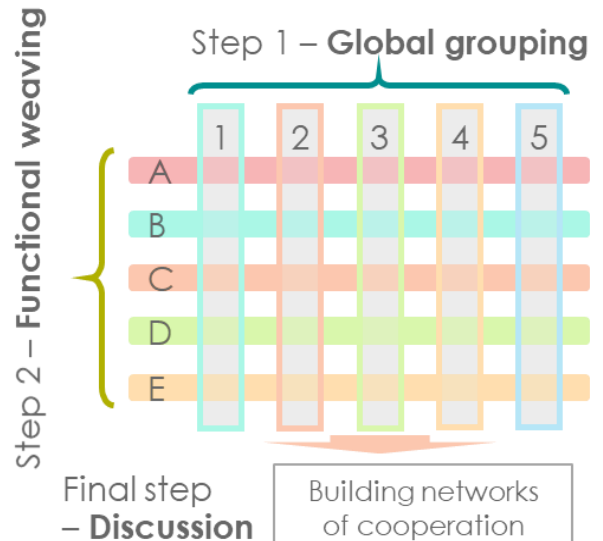 Step 1 – Global grouping
Step 2 – Functional weaving
1 2 3 4 5
A
B
C
D
E
Final step
– Discussion
Building networks
of cooperation